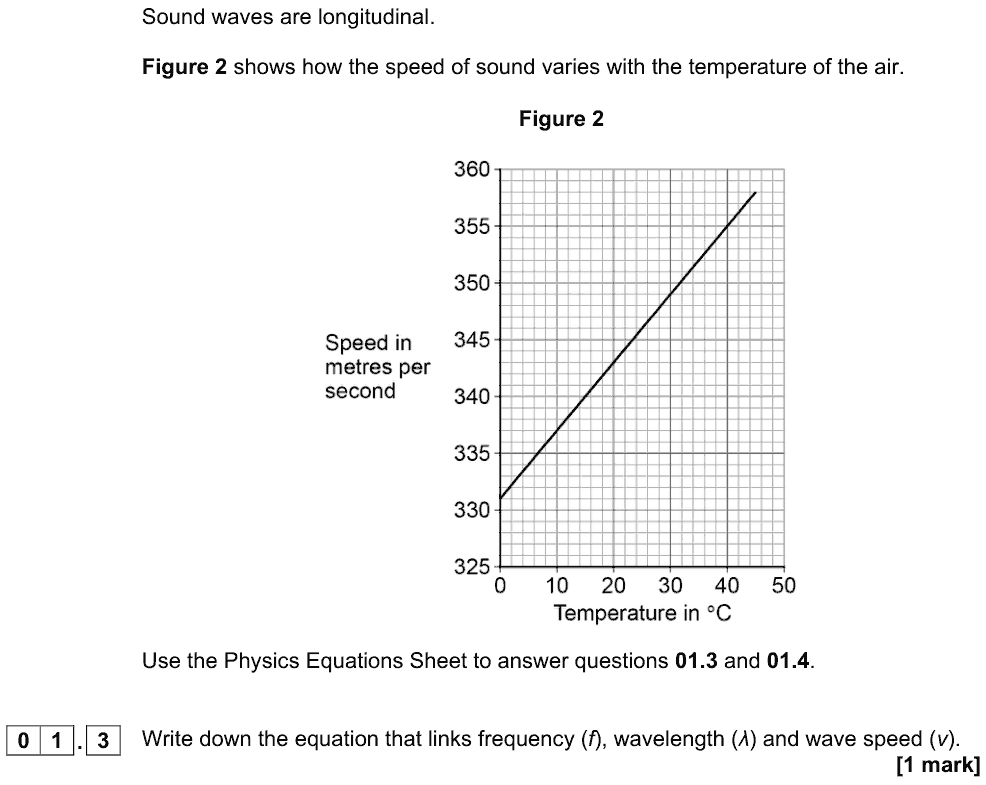 Sound waves are longitudinal.
Figure 2 shows how the speed of sound varies with the temperature of the air.
Figure 2
360
355
350
345
340
335
330
325
Speed in
metres per
second
0 10 20 30 40 50
Temperature in °C
Use the Physics Equations Sheet to answer questions 01.3 and 01.4.
0 1 . 3 Write down the equation that links frequency (f), wavelength (λ) and wave speed (v).
[1 mark]